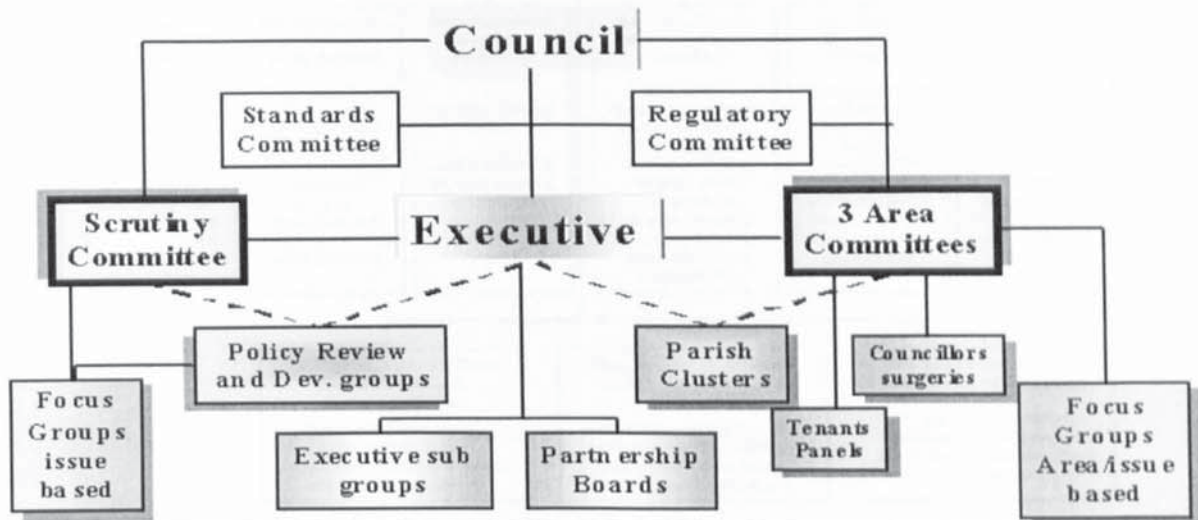 Council
Standards
Committee
Regulatory
Committee
Scrutiny
Committee
Executive
3 Area
Committees
Policy Review
and Dev. groups
Parish
Clusters
Councillors
surgeries
Focus
Groups
issue
based
Executive sub
groups
Partnership
Boards
Tenants
Panels
Focus
Groups
Area/issue
based